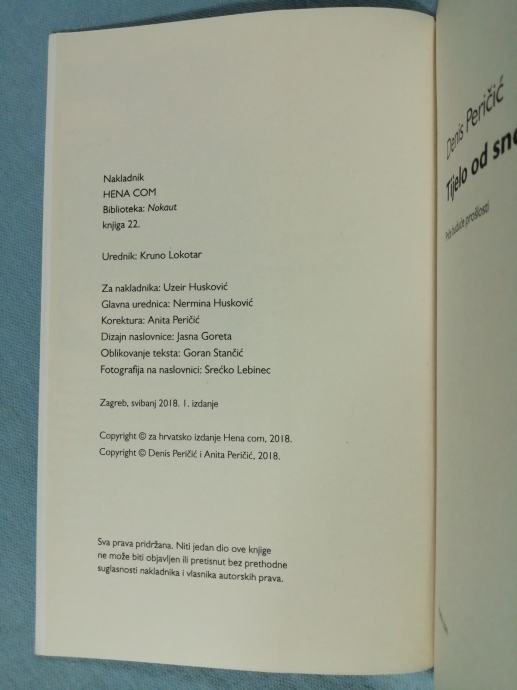 Nakladnik
HENA COM
Biblioteka: Nokaut
knjiga 22.
Urednik: Kruno Lokotar
Za nakladnika: Uzeir Husković
Glavna urednica: Nermina Husković
Korektura: Anita Peričić
Dizajn naslovnice: Jasna Goreta
Oblikovanje teksta: Goran Stančić
Fotografija na naslovnici: Srećko Lebinec
Zagreb, svibanj 2018. 1. izdanje
Copyright © za hrvatsko izdanje Hena com, 2018.
Copyright © Denis Peričić i Anita Peričić, 2018.
Sva prava pridržana. Niti jedan dio ove knjige
ne može biti objavljen ili pretisnut bez prethodne
suglasnosti nakladnika i vlasnika autorskih prava.
Denis Peričić
Tijelo od
buduće prošlosti